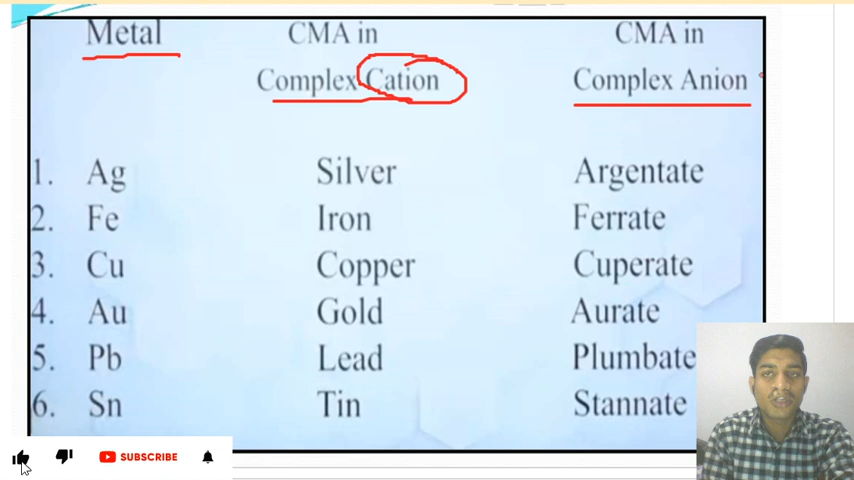 Metal CMA in CMA in
Complex Cation Complex Anion
1. Ag Silver Argentate
2. Fe Iron Ferrate
3. Cu Copper Cuperate
4. Au Gold Aurate
5. Pb Lead Plumbate
6. Sn Tin Stannate
SUBSCRIBE